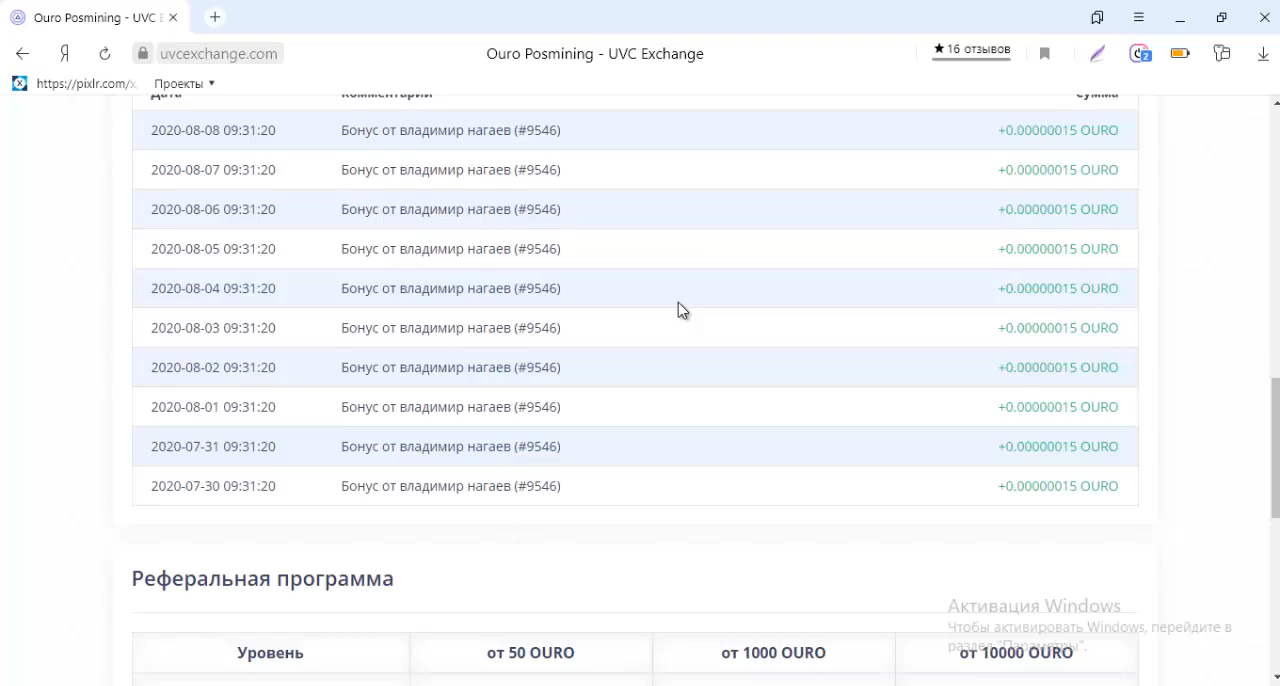 Ouro Posmining - UVC E
uvcexchange.com
Ouro Posmining - UVC Exchange
★16 отзывов
2
https://pixlr.com/x
Проекты ▾
Дата Комментарий Сумма
2020-08-08 09:31:20 Бонус от владимир нагаев (#9546) +0.00000015 OURO
2020-08-07 09:31:20 Бонус от владимир нагаев (#9546) +0.00000015 OURO
2020-08-06 09:31:20 Бонус от владимир нагаев (#9546) +0.00000015 OURO
2020-08-05 09:31:20 Бонус от владимир нагаев (#9546) +0.00000015 OURO
2020-08-04 09:31:20 Бонус от владимир нагаев (#9546) +0.00000015 OURO
2020-08-03 09:31:20 Бонус от владимир нагаев (#9546) +0.00000015 OURO
2020-08-02 09:31:20 Бонус от владимир нагаев (#9546) +0.00000015 OURO
2020-08-01 09:31:20 Бонус от владимир нагаев (#9546) +0.00000015 OURO
2020-07-31 09:31:20 Бонус от владимир нагаев (#9546) +0.00000015 OURO
2020-07-30 09:31:20 Бонус от владимир нагаев (#9546) +0.00000015 OURO
Реферальная программа
Активация Windows
Чтобы активировать Windows, перейдите в
раздел "Параметры".
Уровень от 50 OURO от 1000 OURO от 10000 OURO